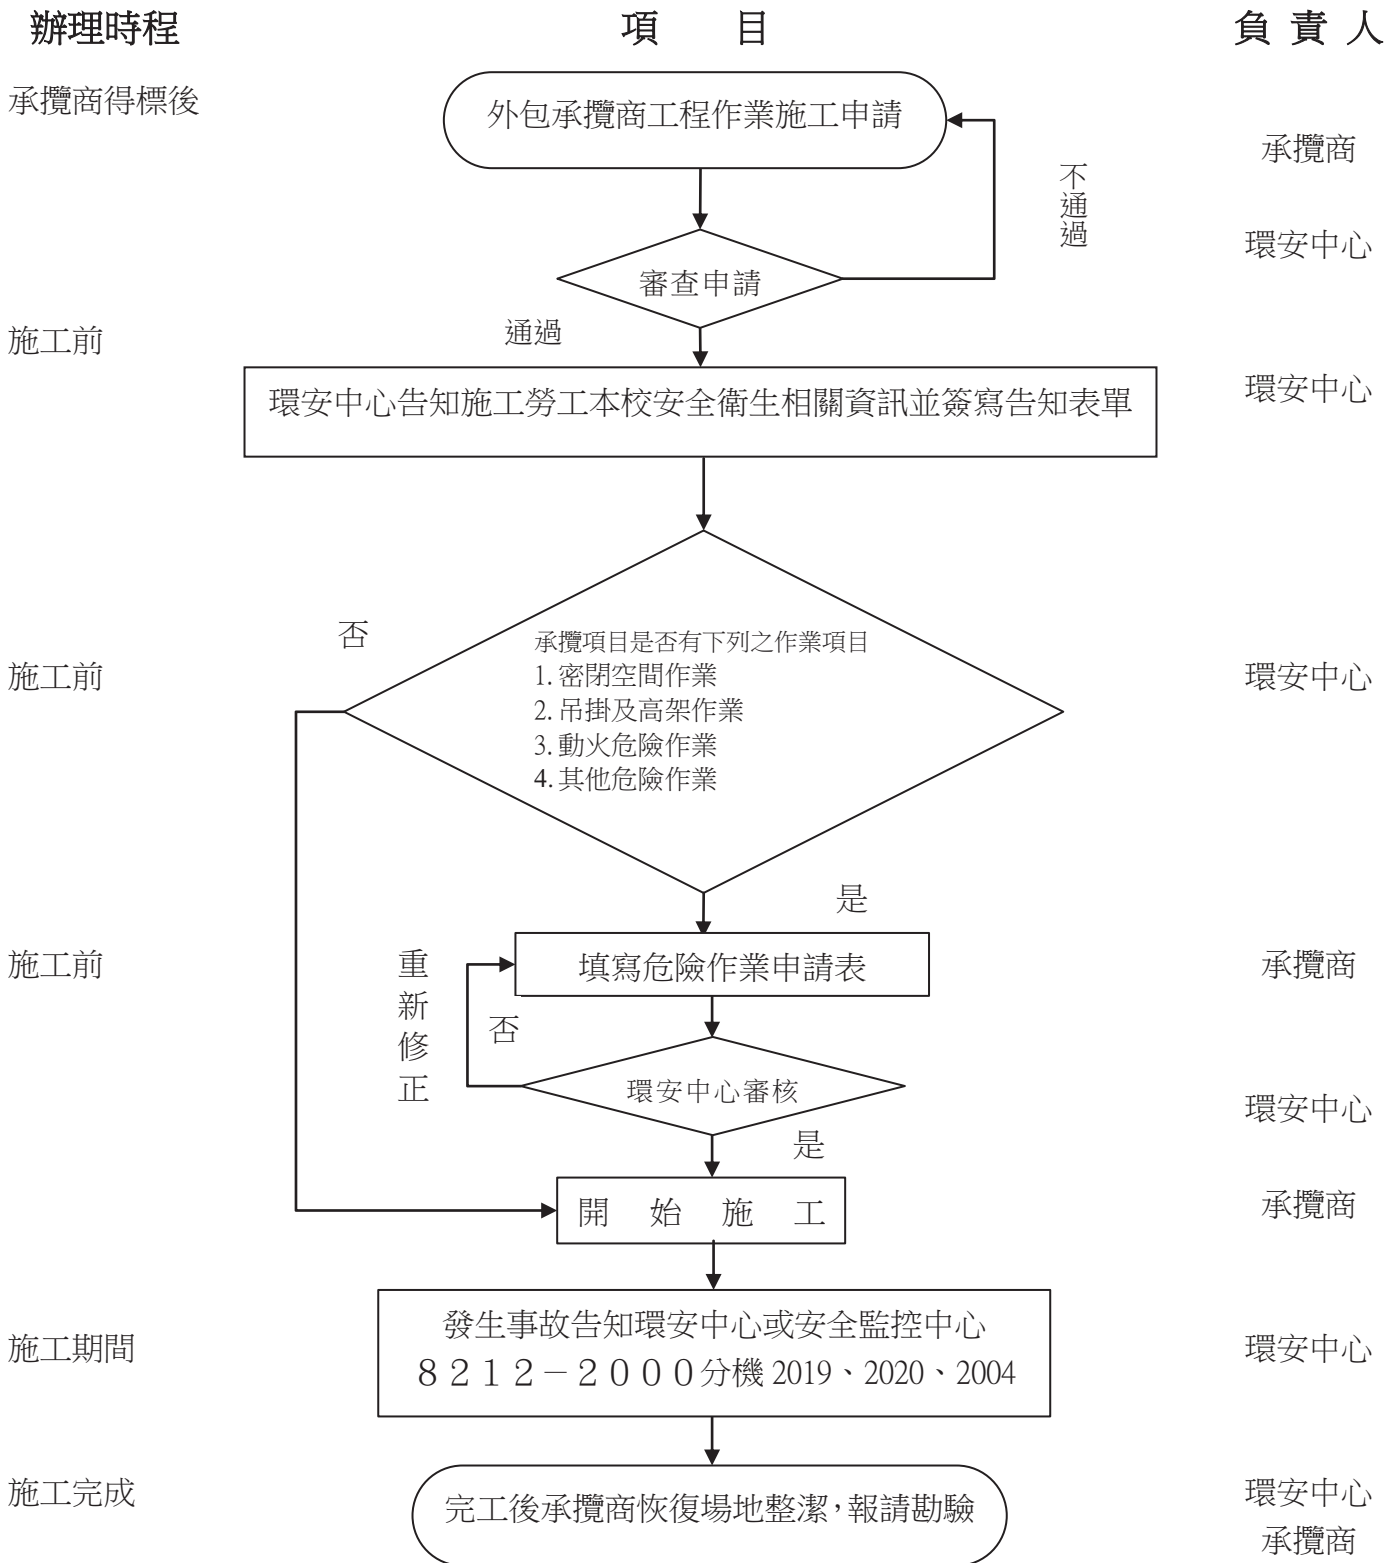 辦理時程 項 目 負 責 人
承攬商得標後
外包承攬商工程作業施工申請
承攬商
不通過
環安中心
審查申請
通過
施工前
環安中心告知施工勞工本校安全衛生相關資訊並簽寫告知表單
環安中心
否
承攬項目是否有下列之作業項目
1. 密閉空間作業
2. 吊掛及高架作業
3. 動火危險作業
4. 其他危險作業
施工前
環安中心
是
施工前
重新修正
填寫危險作業申請表
承攬商
否
環安中心審核
環安中心
是
開 始 施 工
承攬商
發生事故告知環安中心或安全監控中心
８２１２－２０００分機 2019、2020、2004
施工期間
環安中心
施工完成
完工後承攬商恢復場地整潔，報請勘驗
環安中心
承攬商